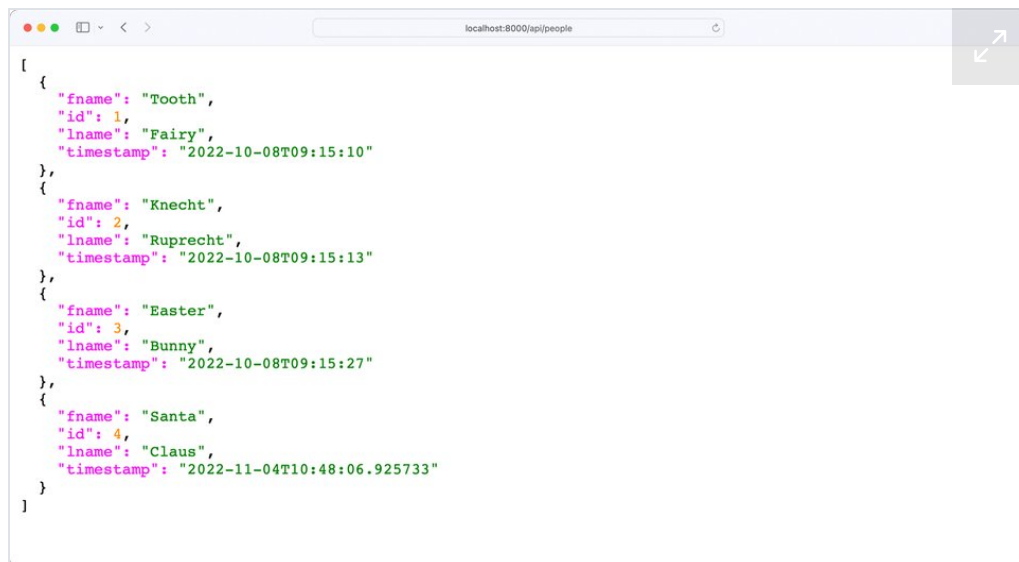 localhost:8000/api/people
[
  {
    "fname": "Tooth",
    "id": 1,
    "lname": "Fairy",
    "timestamp": "2022-10-08T09:15:10"
  },
  {
    "fname": "Knecht",
    "id": 2,
    "lname": "Ruprecht",
    "timestamp": "2022-10-08T09:15:13"
  },
  {
    "fname": "Easter",
    "id": 3,
    "lname": "Bunny",
    "timestamp": "2022-10-08T09:15:27"
  },
  {
    "fname": "Santa",
    "id": 4,
    "lname": "Claus",
    "timestamp": "2022-11-04T10:48:06.925733"
  }
]